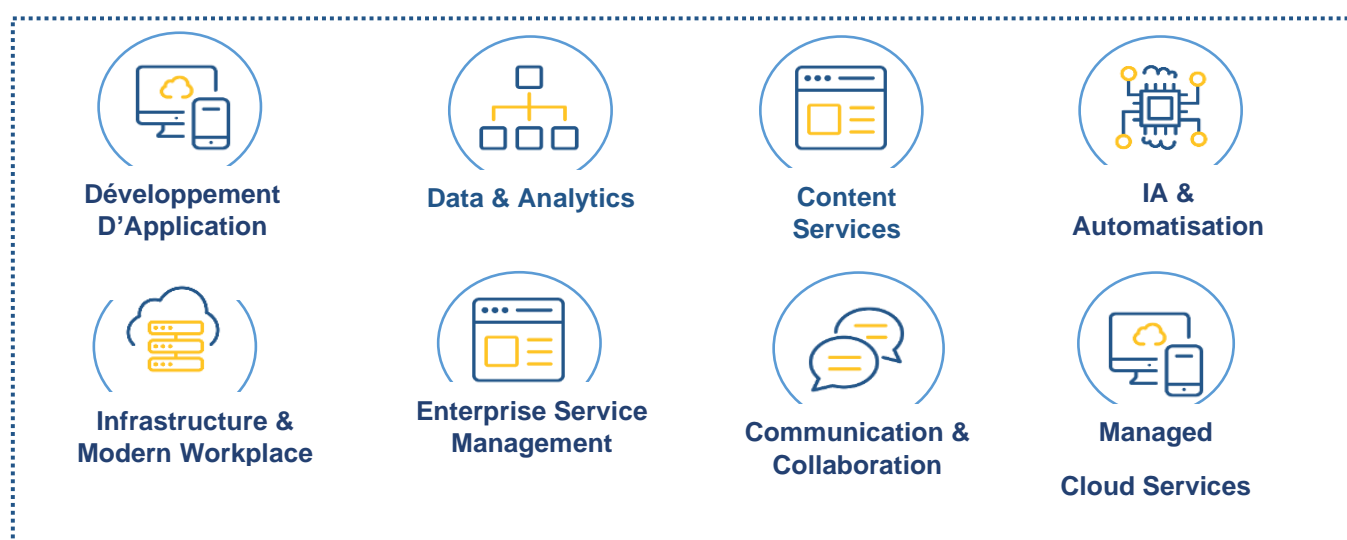 Développement
D’Application
Data & Analytics
Content
Services
IA &
Automatisation
Infrastructure &
Modern Workplace
Enterprise Service
Management
Communication &
Collaboration
Managed
Cloud Services